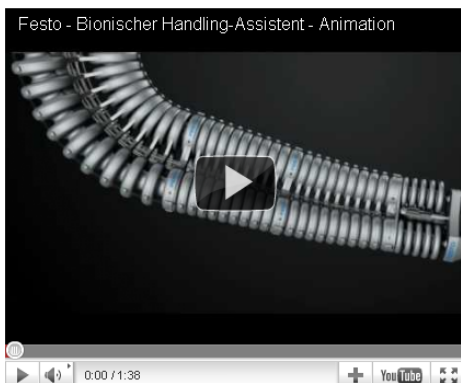 Festo - Bionischer Handling-Assistent - Animation
0:00 / 1:38
YouTube